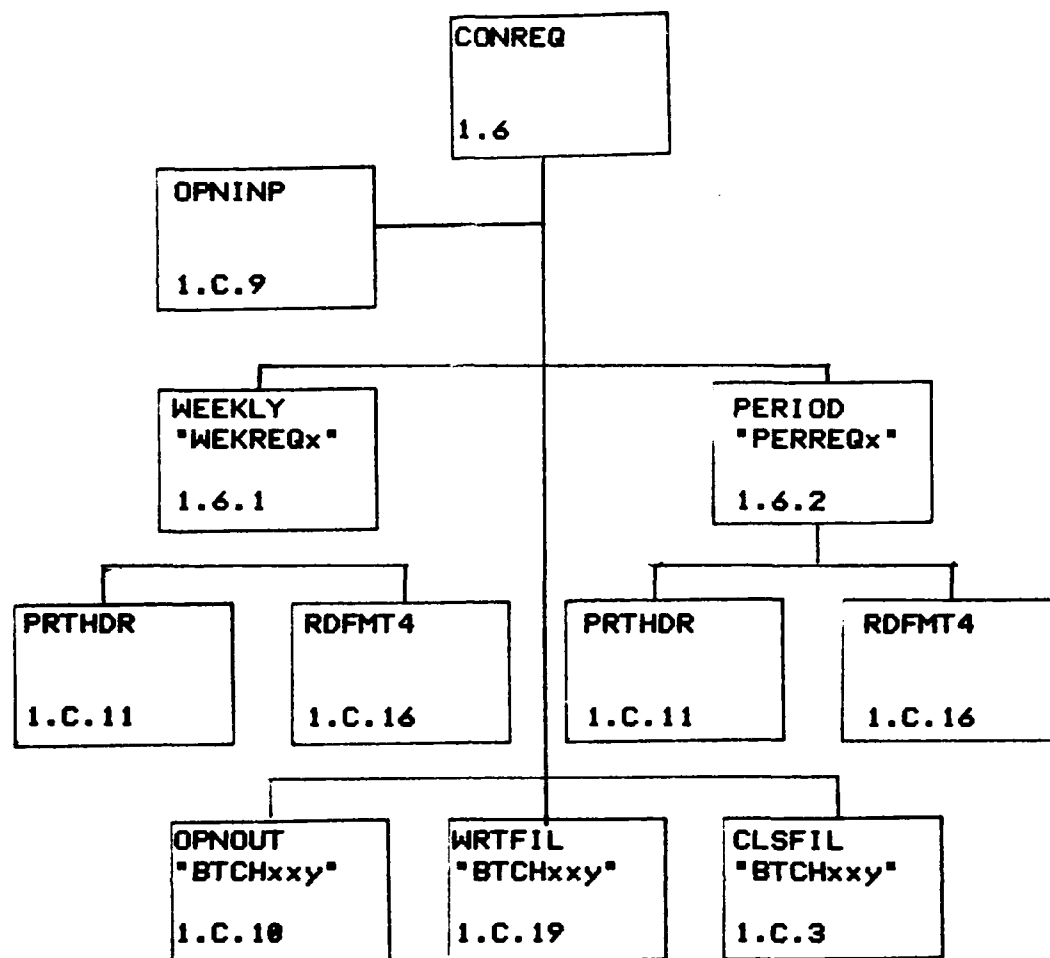 CONREQ
1.6
OPNINP
1.C.9
WEEKLY
"WEKREQx"
1.6.1
PERIOD
"PERREQx"
1.6.2
PRTHDR
1.C.11
RDFMT4
1.C.16
PRTHDR
1.C.11
RDFMT4
1.C.16
OPNOUT
"BTCHxxy"
1.C.10
WRTFIL
"BTCHxxy"
1.C.19
CLSFIL
"BTCHxxy"
1.C.3